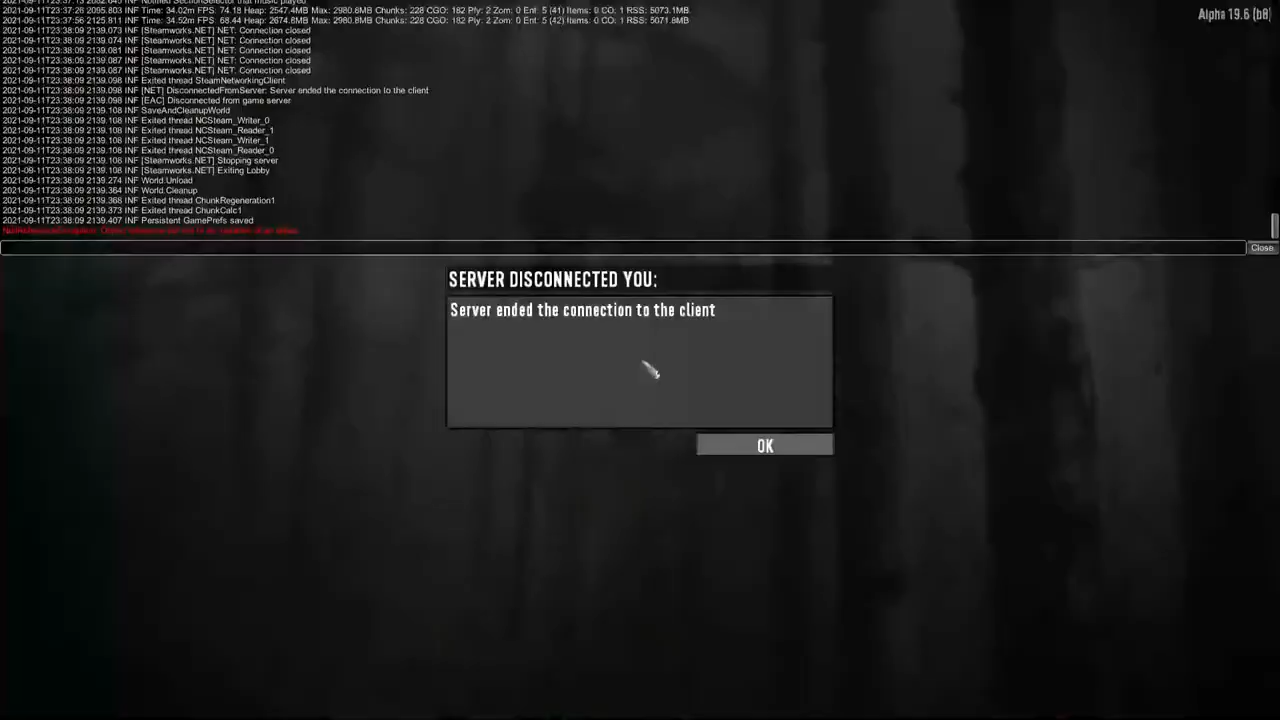 2021-09-11T23:37:26 2095.803 INF Time: 34.02m FPS: 74.18 Heap: 2547.4MB Max: 2980.8MB Chunks: 228 CGO: 182 Ply: 2 Zom: 0 Ent: 5 (41) Items: 0 CO: 1 RSS: 5073.1MB
Alpha 19.6 (b8)
2021-09-11T23:37:56 2125.811 INF Time: 34.52m FPS: 68.44 Heap: 2674.8MB Max: 2980.8MB Chunks: 228 CGO: 182 Ply: 2 Zom: 0 Ent: 5 (42) Items: 0 CO: 1 RSS: 5071.8MB
2021-09-11T23:38:09 2139.073 INF [Steamworks.NET] NET: Connection closed
2021-09-11T23:38:09 2139.074 INF [Steamworks.NET] NET: Connection closed
2021-09-11T23:38:09 2139.081 INF [Steamworks.NET] NET: Connection closed
2021-09-11T23:38:09 2139.087 INF [Steamworks.NET] NET: Connection closed
2021-09-11T23:38:09 2139.087 INF [Steamworks.NET] NET: Connection closed
2021-09-11T23:38:09 2139.098 INF Exited thread SteamNetworkingClient
2021-09-11T23:38:09 2139.098 INF [NET] DisconnectedFromServer: Server ended the connection to the client
2021-09-11T23:38:09 2139.098 INF [EAC] Disconnected from game server
2021-09-11T23:38:09 2139.108 INF SaveAndCleanupWorld
2021-09-11T23:38:09 2139.108 INF Exited thread NCSteam_Writer_0
2021-09-11T23:38:09 2139.108 INF Exited thread NCSteam_Reader_1
2021-09-11T23:38:09 2139.108 INF Exited thread NCSteam_Writer_1
2021-09-11T23:38:09 2139.108 INF Exited thread NCSteam_Reader_0
2021-09-11T23:38:09 2139.108 INF [Steamworks.NET] Stopping server
2021-09-11T23:38:09 2139.108 INF [Steamworks.NET] Exiting Lobby
2021-09-11T23:38:09 2139.274 INF World.Unload
2021-09-11T23:38:09 2139.364 INF World.Cleanup
2021-09-11T23:38:09 2139.368 INF Exited thread ChunkRegeneration1
2021-09-11T23:38:09 2139.373 INF Exited thread ChunkCalc1
2021-09-11T23:38:09 2139.407 INF Persistent GamePrefs saved
Close
SERVER DISCONNECTED YOU:
Server ended the connection to the client
OK